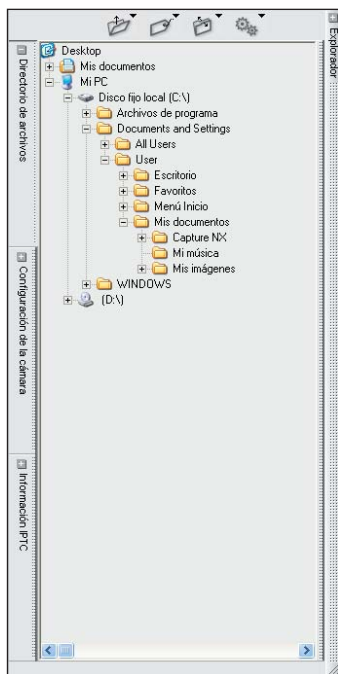 Explorador
Directorio de archivos
Configuración de la cámara
Información IPTC
Desktop
Mis documentos
Mi PC
Disco fijo local (C:\)
Archivos de programa
Documents and Settings
All Users
User
Escritorio
Favoritos
Menú Inicio
Mis documentos
Capture NX
Mi música
Mis imágenes
WINDOWS
(D:\)